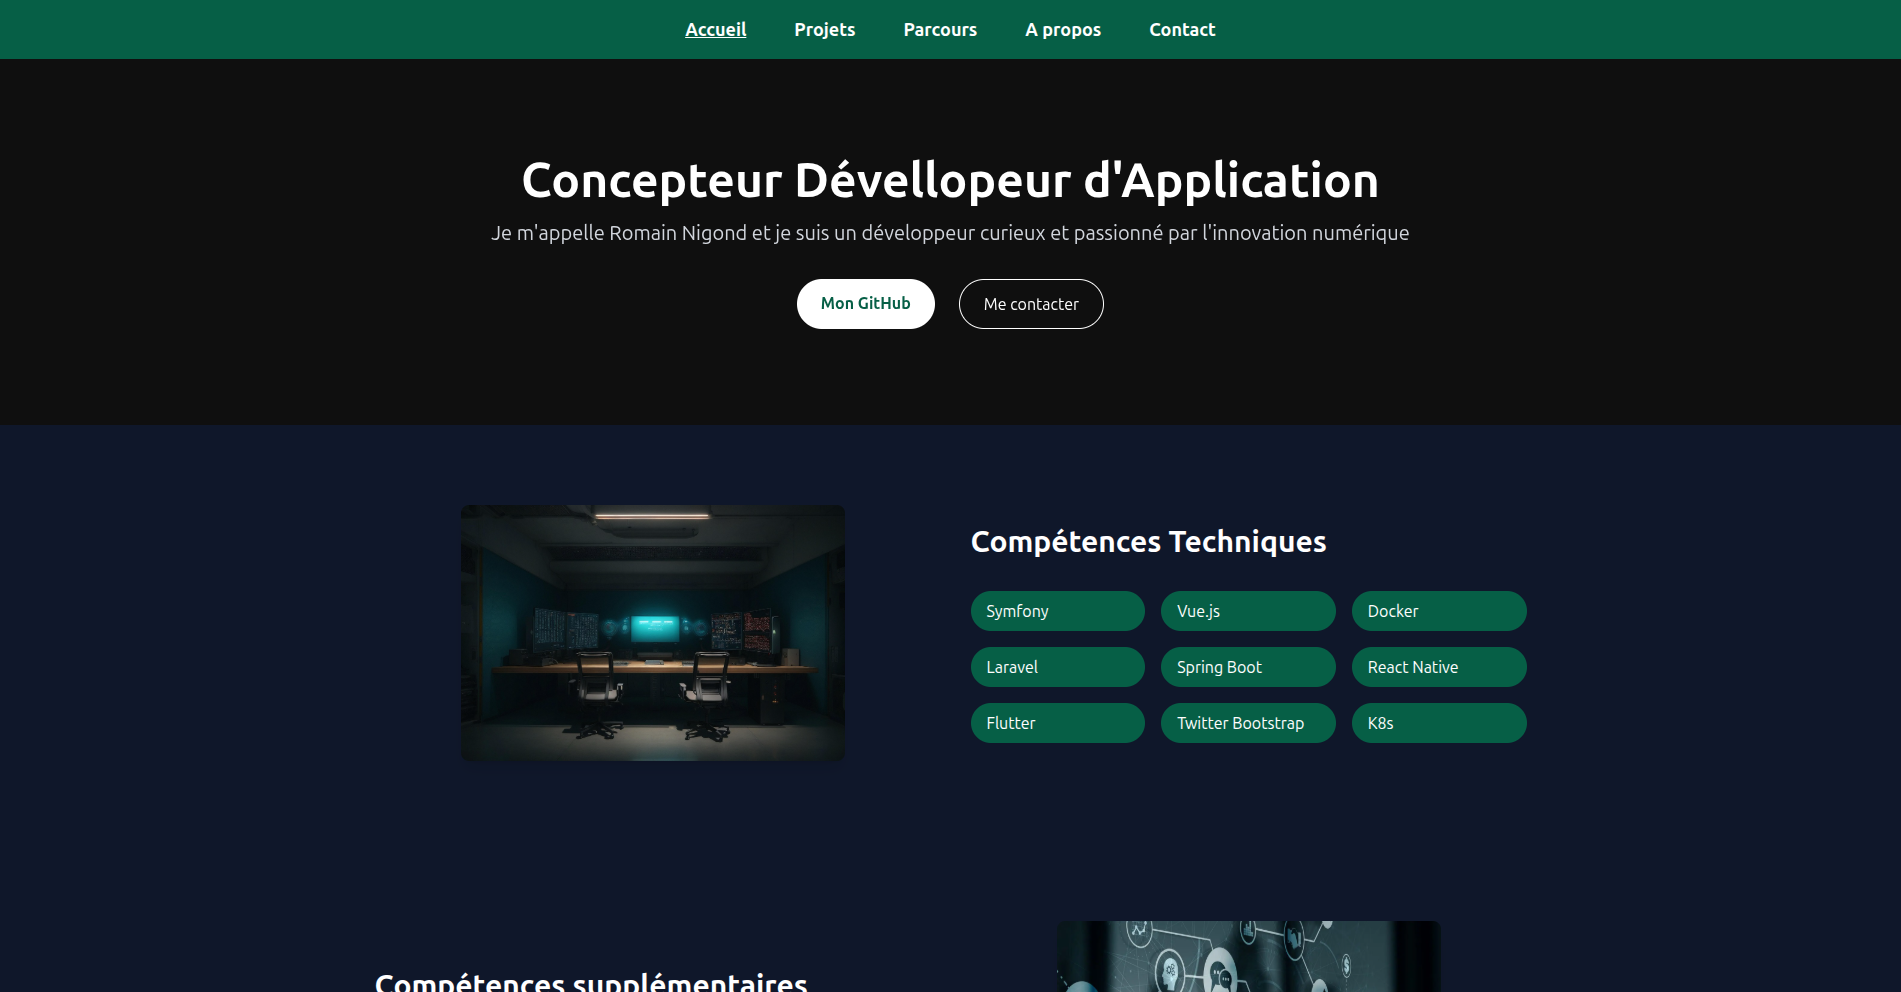 Accueil Projets Parcours A propos Contact
Concepteur Dévellopeur d'Application
Je m'appelle Romain Nigond et je suis un développeur curieux et passionné par l'innovation numérique
Mon GitHub Me contacter
Compétences Techniques
Symfony Vue.js Docker
Laravel Spring Boot React Native
Flutter Twitter Bootstrap K8s
Compétences supplémentaires